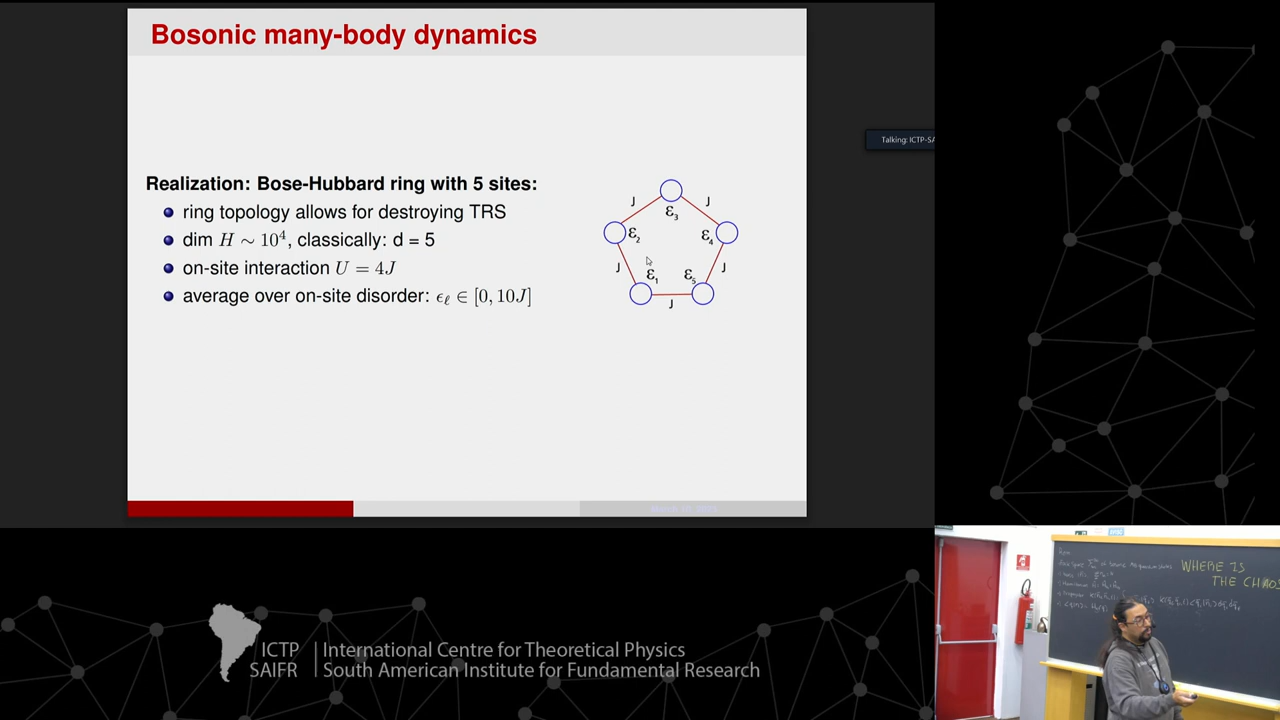 Bosonic many-body dynamics
Talking: ICTP-SA
Realization: Bose-Hubbard ring with 5 sites:
ring topology allows for destroying TRS
dim H ∼ 10⁴, classically: d = 5
on-site interaction U = 4J
average over on-site disorder: ϵ_ℓ ∈ [0, 10J]
J
J
ε₃
ε₂
ε₄
J
J
ε₁
ε₅
J
WHERE IS
THE CHAOS
ICTP
SAIFR
International Centre for Theoretical Physics
South American Institute for Fundamental Research